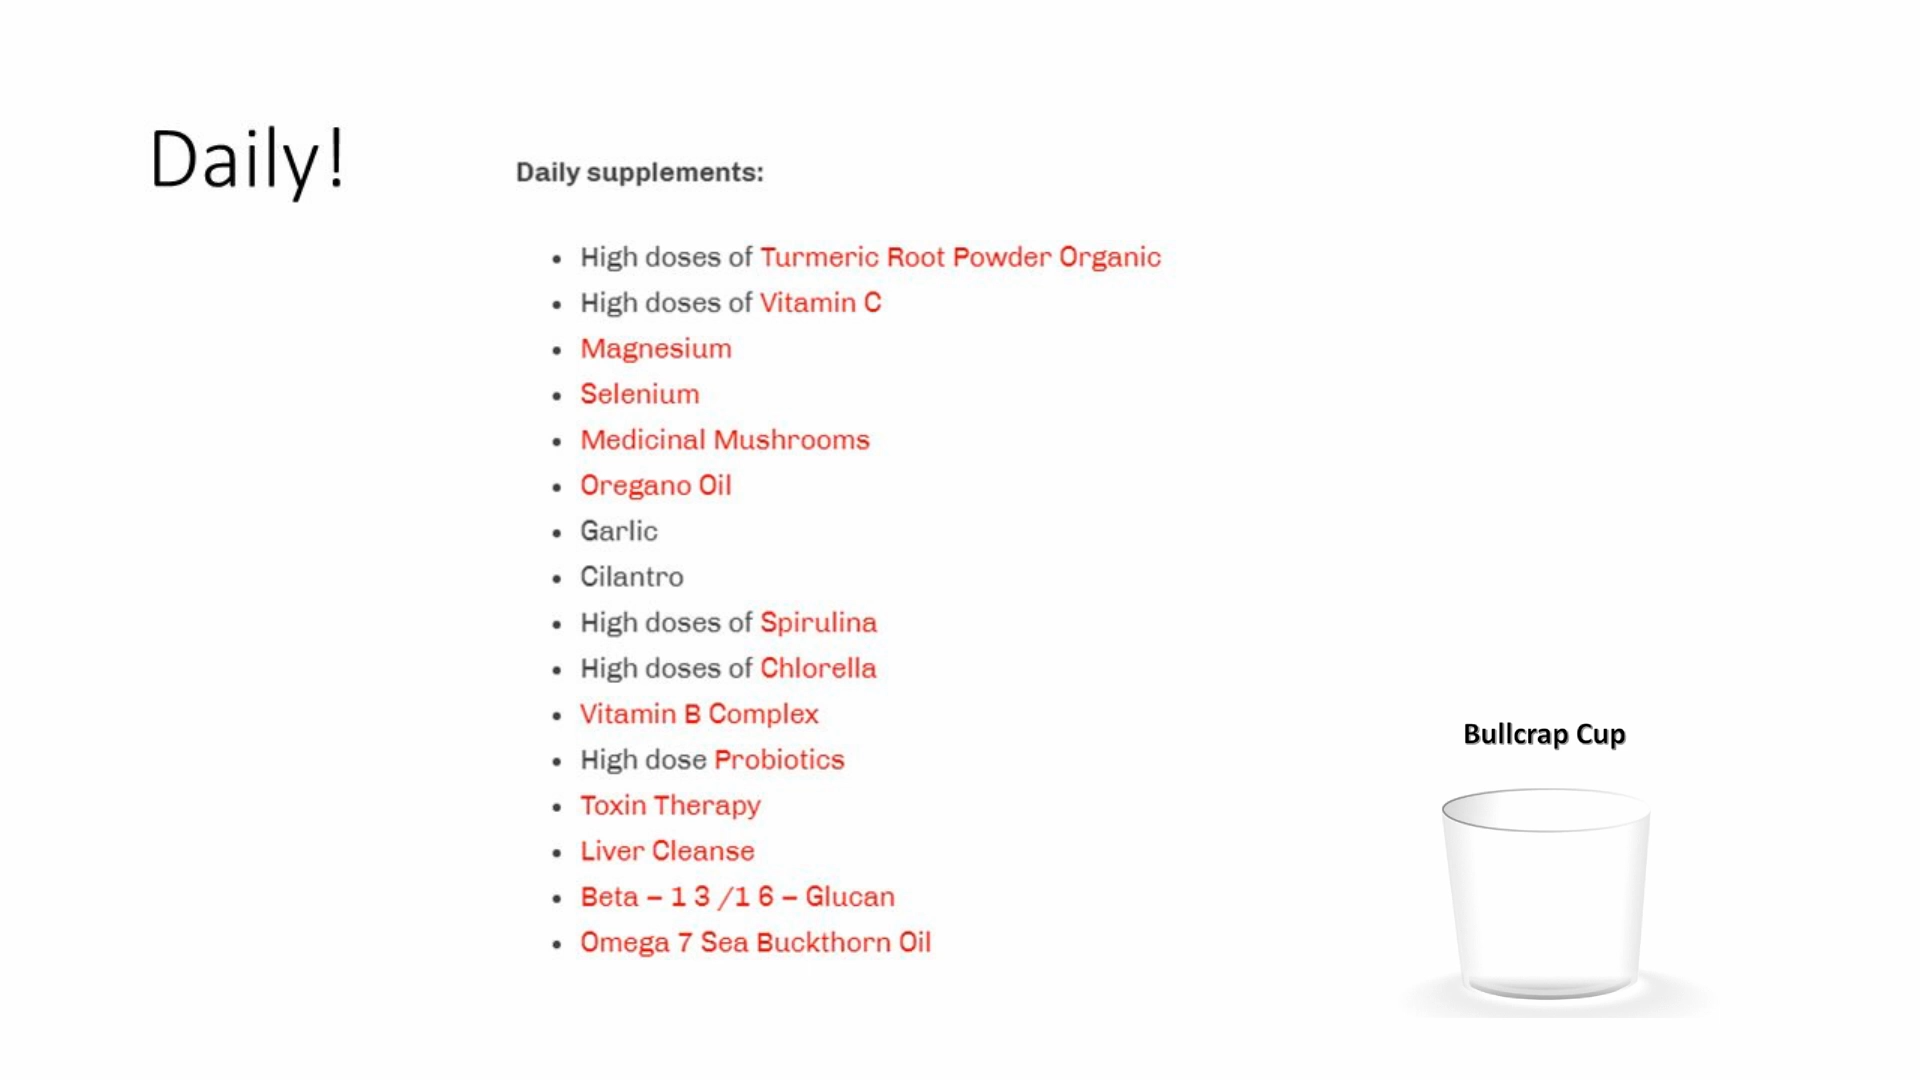 Daily!
Daily supplements:
High doses of Turmeric Root Powder Organic
High doses of Vitamin C
Magnesium
Selenium
Medicinal Mushrooms
Oregano Oil
Garlic
Cilantro
High doses of Spirulina
High doses of Chlorella
Vitamin B Complex
High dose Probiotics
Toxin Therapy
Liver Cleanse
Beta – 1 3 /1 6 – Glucan
Omega 7 Sea Buckthorn Oil
Bullcrap Cup